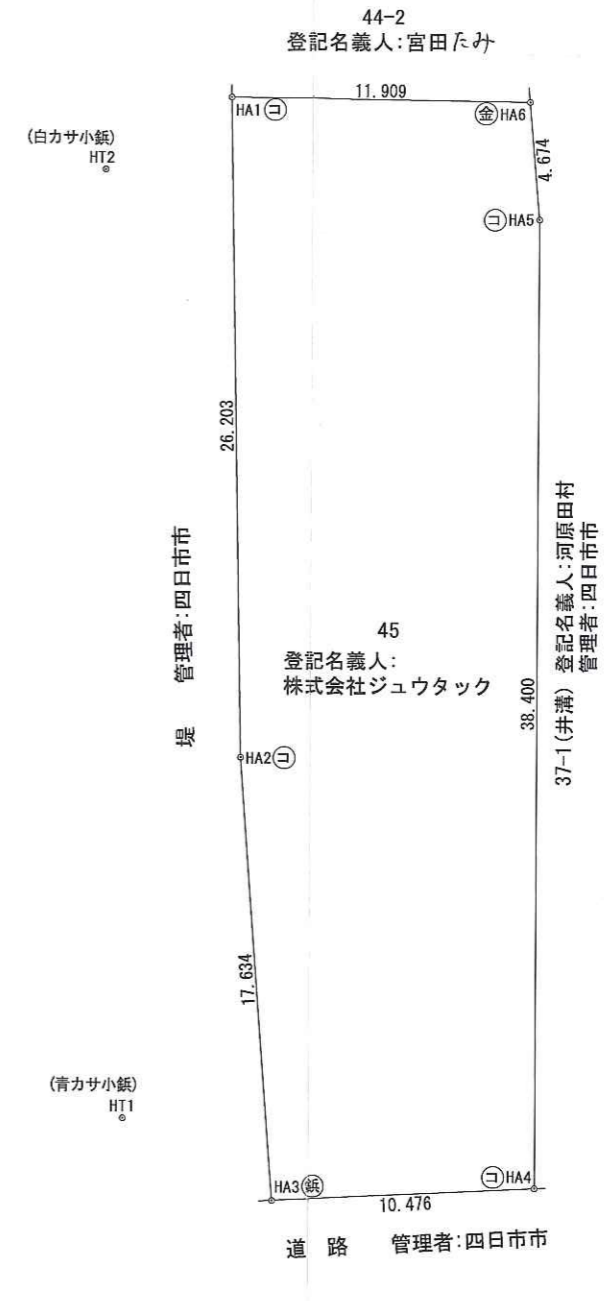 44-2
登記名義人:宮田たみ
11.909
HA1 コ
金 HA6
(白カサ小鋲)
HT2
4.674
コ HA5
26.203
堤 管理者:四日市市
45
登記名義人:
株式会社ジュウタック
38.400
37-1(井溝) 登記名義人:河原田村
管理者:四日市市
HA2 コ
17.634
(青カサ小鋲)
HT1
HA3 鋲
コ HA4
10.476
道 路 管理者:四日市市